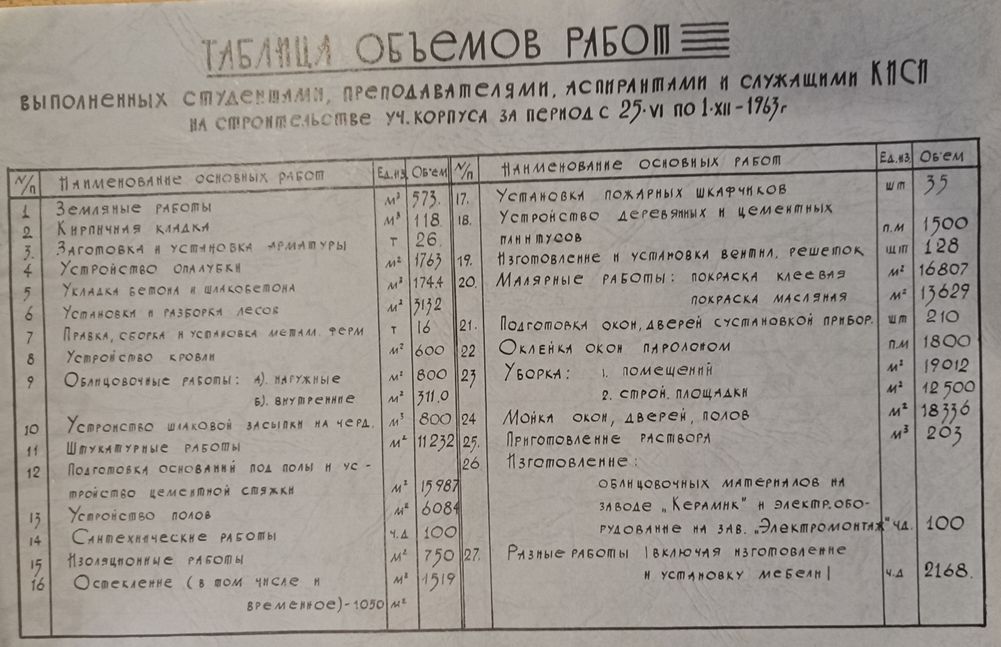 ТАБЛИЦА ОБЪЕМОВ РАБОТ
ВЫПОЛНЕННЫХ СТУДЕНТАМИ, ПРЕПОДАВАТЕЛЯМИ, АСПИРАНТАМИ И СЛУЖАЩИМИ КИСИ
НА СТРОИТЕЛЬСТВЕ УЧ. КОРПУСА ЗА ПЕРИОД С 25·VI ПО 1·XII-1963г
N/п НАИМЕНОВАНИЕ ОСНОВНЫХ РАБОТ Ед.из. Об'ем
1 ЗЕМЛЯНЫЕ РАБОТЫ м³ 573.
2 КИРПИЧНАЯ КЛАДКА м³ 118
3. ЗАГОТОВКА И УСТАНОВКА АРМАТУРЫ т 26.
4 УСТРОЙСТВО ОПАЛУБКИ м² 1763
5 УКЛАДКА БЕТОНА И ШЛАКОБЕТОНА м³ 174.4
6 УСТАНОВКА И РАЗБОРКА ЛЕСОВ м² 3132
7 ПРАВКА, СБОРКА И УСТАНОВКА МЕТАЛ. ФЕРМ т 16
8 УСТРОЙСТВО КРОВЛИ м² 600
9 ОБЛИЦОВОЧНЫЕ РАБОТЫ: А). НАРУЖНЫЕ м² 800
Б). ВНУТРЕННИЕ м² 311.0
10 УСТРОЙСТВО ШЛАКОВОЙ ЗАСЫПКИ НА ЧЕРД. м³ 800
11 ШТУКАТУРНЫЕ РАБОТЫ м² 11232
12 ПОДГОТОВКА ОСНОВАНИЙ ПОД ПОЛЫ И УС-
ТРОЙСТВО ЦЕМЕНТНОЙ СТЯЖКИ м² 15987
13 УСТРОЙСТВО ПОЛОВ м² 6084
14 САНТЕХНИЧЕСКИЕ РАБОТЫ ч.д 100
15 ИЗОЛЯЦИОННЫЕ РАБОТЫ м² 750
16 ОСТЕКЛЕНИЕ (В ТОМ ЧИСЛЕ И м² 1519
ВРЕМЕННОЕ)-1050 м²
N/п НАИМЕНОВАНИЕ ОСНОВНЫХ РАБОТ Ед.из. Об'ем
17. УСТАНОВКА ПОЖАРНЫХ ШКАФЧИКОВ шт 35
18. УСТРОЙСТВО ДЕРЕВЯННЫХ И ЦЕМЕНТНЫХ
ПЛИНТУСОВ п.м 1500
19. ИЗГОТОВЛЕНИЕ И УСТАНОВКА ВЕНТИЛ. РЕШЕТОК шт 128
20. МАЛЯРНЫЕ РАБОТЫ: ПОКРАСКА КЛЕЕВАЯ м² 16807
ПОКРАСКА МАСЛЯНАЯ м² 13629
21. ПОДГОТОВКА ОКОН, ДВЕРЕЙ С УСТАНОВКОЙ ПРИБОР. шт 210
22 ОКЛЕЙКА ОКОН ПАРОЛОНОМ п.м 1800
23 УБОРКА: 1. ПОМЕЩЕНИЙ м² 19012
2. СТРОЙ. ПЛОЩАДКИ м² 12500
24 МОЙКА ОКОН, ДВЕРЕЙ, ПОЛОВ м² 18336
25. ПРИГОТОВЛЕНИЕ РАСТВОРА м³ 203
26 ИЗГОТОВЛЕНИЕ:
ОБЛИЦОВОЧНЫХ МАТЕРИАЛОВ НА
ЗАВОДЕ „КЕРАМИК" И ЭЛЕКТР. ОБО-
РУДОВАНИЕ НА ЗАВ. „ЭЛЕКТРОМОНТАЖ" ч.д. 100
27. РАЗНЫЕ РАБОТЫ (ВКЛЮЧАЯ ИЗГОТОВЛЕНИЕ
И УСТАНОВКУ МЕБЕЛИ) ч.д 2168.